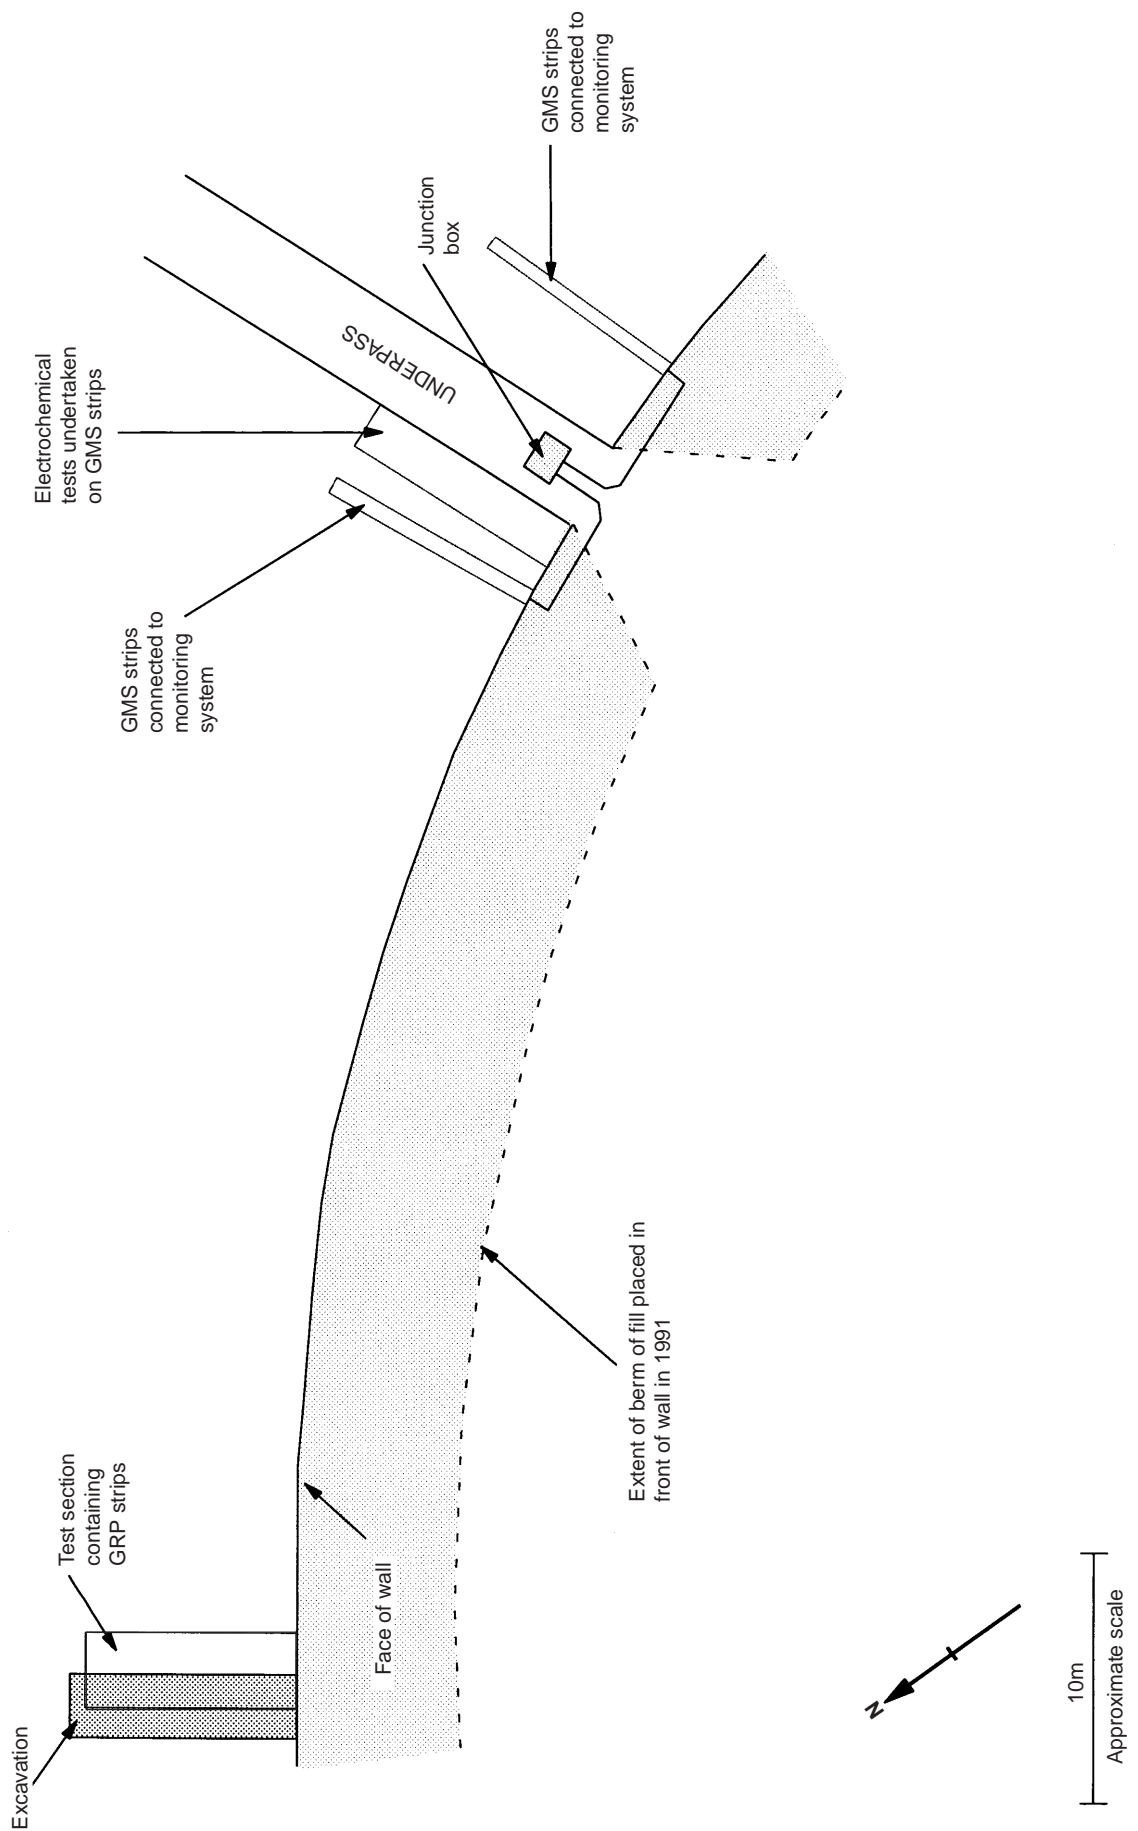 Excavation
Test section
containing
GRP strips
Face of wall
Extent of berm of fill placed in
front of wall in 1991
GMS strips
connected to
monitoring
system
Electrochemical
tests undertaken
on GMS strips
UNDERPASS
Junction
box
GMS strips
connected to
monitoring
system
N
10m
Approximate scale